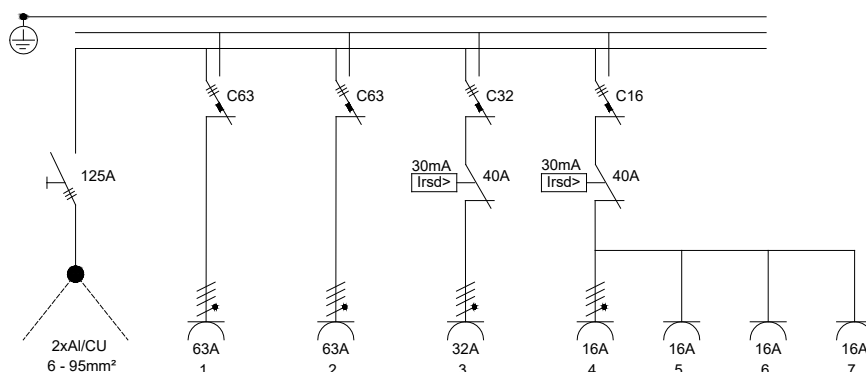 C63
C63
C32
C16
125A
30mA
Irsd>
40A
30mA
Irsd>
40A
2xAl/CU
6 - 95mm²
63A
63A
32A
16A
16A
16A
16A
1
2
3
4
5
6
7